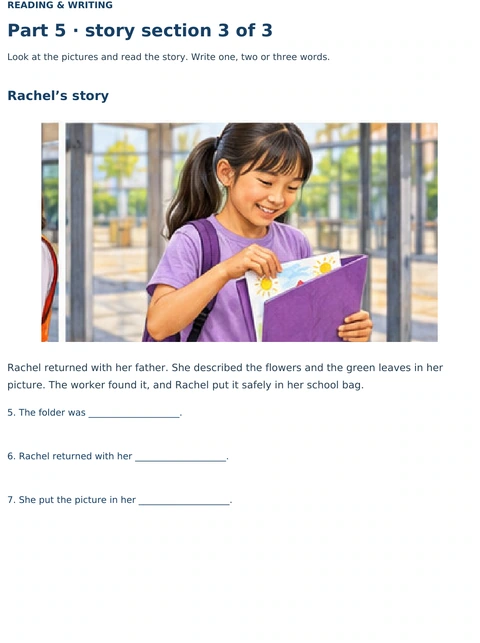 READING & WRITING
Part 5 · story section 3 of 3
Look at the pictures and read the story. Write one, two or three words.
Rachel’s story
Rachel returned with her father. She described the flowers and the green leaves in her
picture. The worker found it, and Rachel put it safely in her school bag.
5. The folder was ____________________.
6. Rachel returned with her ____________________.
7. She put the picture in her ____________________.